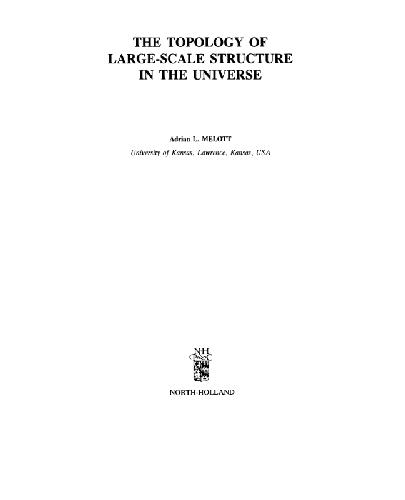 THE TOPOLOGY OF
LARGE-SCALE STRUCTURE
IN THE UNIVERSE
Adrian L. MELOTT
University of Kansas, Lawrence, Kansas, USA
NH
NORTH-HOLLAND